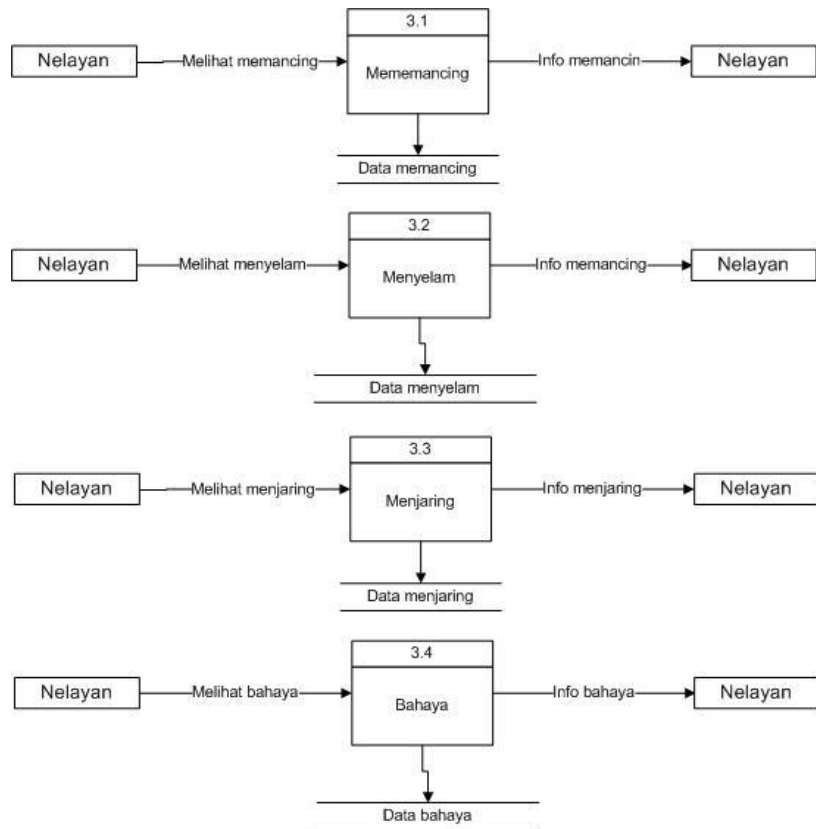 3.1
Nelayan Melihat memancing Mememancing Info memancin Nelayan
Data memancing
3.2
Nelayan Melihat menyelam Menyelam Info memancing Nelayan
Data menyelam
3.3
Nelayan Melihat menjaring Menjaring Info menjaring Nelayan
Data menjaring
3.4
Nelayan Melihat bahaya Bahaya Info bahaya Nelayan
Data bahaya